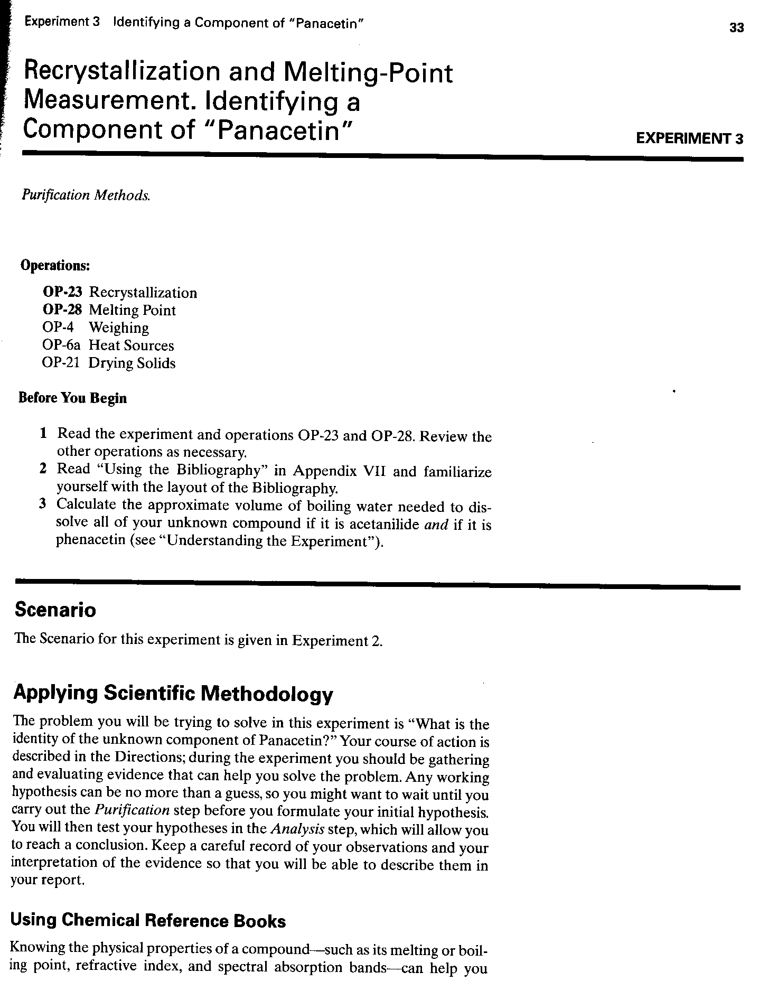 Experiment 3 Identifying a Component of "Panacetin"
33
Recrystallization and Melting-Point
Measurement. Identifying a
Component of "Panacetin"
EXPERIMENT 3
Purification Methods.
Operations:
OP-23 Recrystallization
OP-28 Melting Point
OP-4 Weighing
OP-6a Heat Sources
OP-21 Drying Solids
Before You Begin
1 Read the experiment and operations OP-23 and OP-28. Review the
other operations as necessary.
2 Read “Using the Bibliography” in Appendix VII and familiarize
yourself with the layout of the Bibliography.
3 Calculate the approximate volume of boiling water needed to dis-
solve all of your unknown compound if it is acetanilide and if it is
phenacetin (see “Understanding the Experiment”).
Scenario
The Scenario for this experiment is given in Experiment 2.
Applying Scientific Methodology
The problem you will be trying to solve in this experiment is “What is the
identity of the unknown component of Panacetin?” Your course of action is
described in the Directions; during the experiment you should be gathering
and evaluating evidence that can help you solve the problem. Any working
hypothesis can be no more than a guess, so you might want to wait until you
carry out the Purification step before you formulate your initial hypothesis.
You will then test your hypotheses in the Analysis step, which will allow you
to reach a conclusion. Keep a careful record of your observations and your
interpretation of the evidence so that you will be able to describe them in
your report.
Using Chemical Reference Books
Knowing the physical properties of a compound—such as its melting or boil-
ing point, refractive index, and spectral absorption bands—can help you